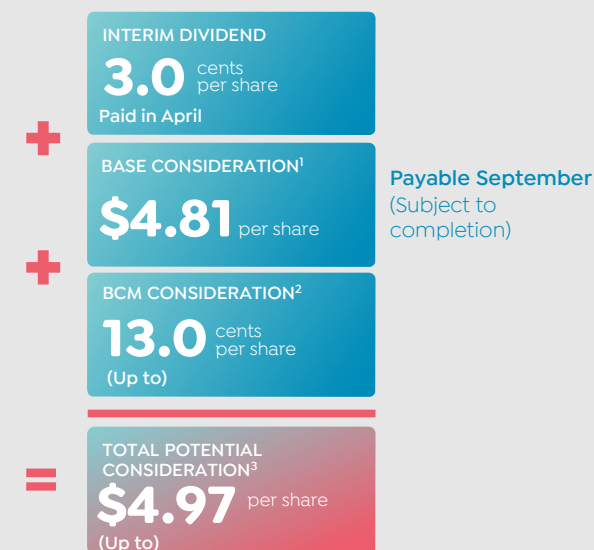 INTERIM DIVIDEND
3.0 cents per share
Paid in April
+
BASE CONSIDERATION¹
$4.81 per share
Payable September
(Subject to
completion)
+
BCM CONSIDERATION²
13.0 cents per share
(Up to)
=
TOTAL POTENTIAL
CONSIDERATION³
$4.97 per share
(Up to)